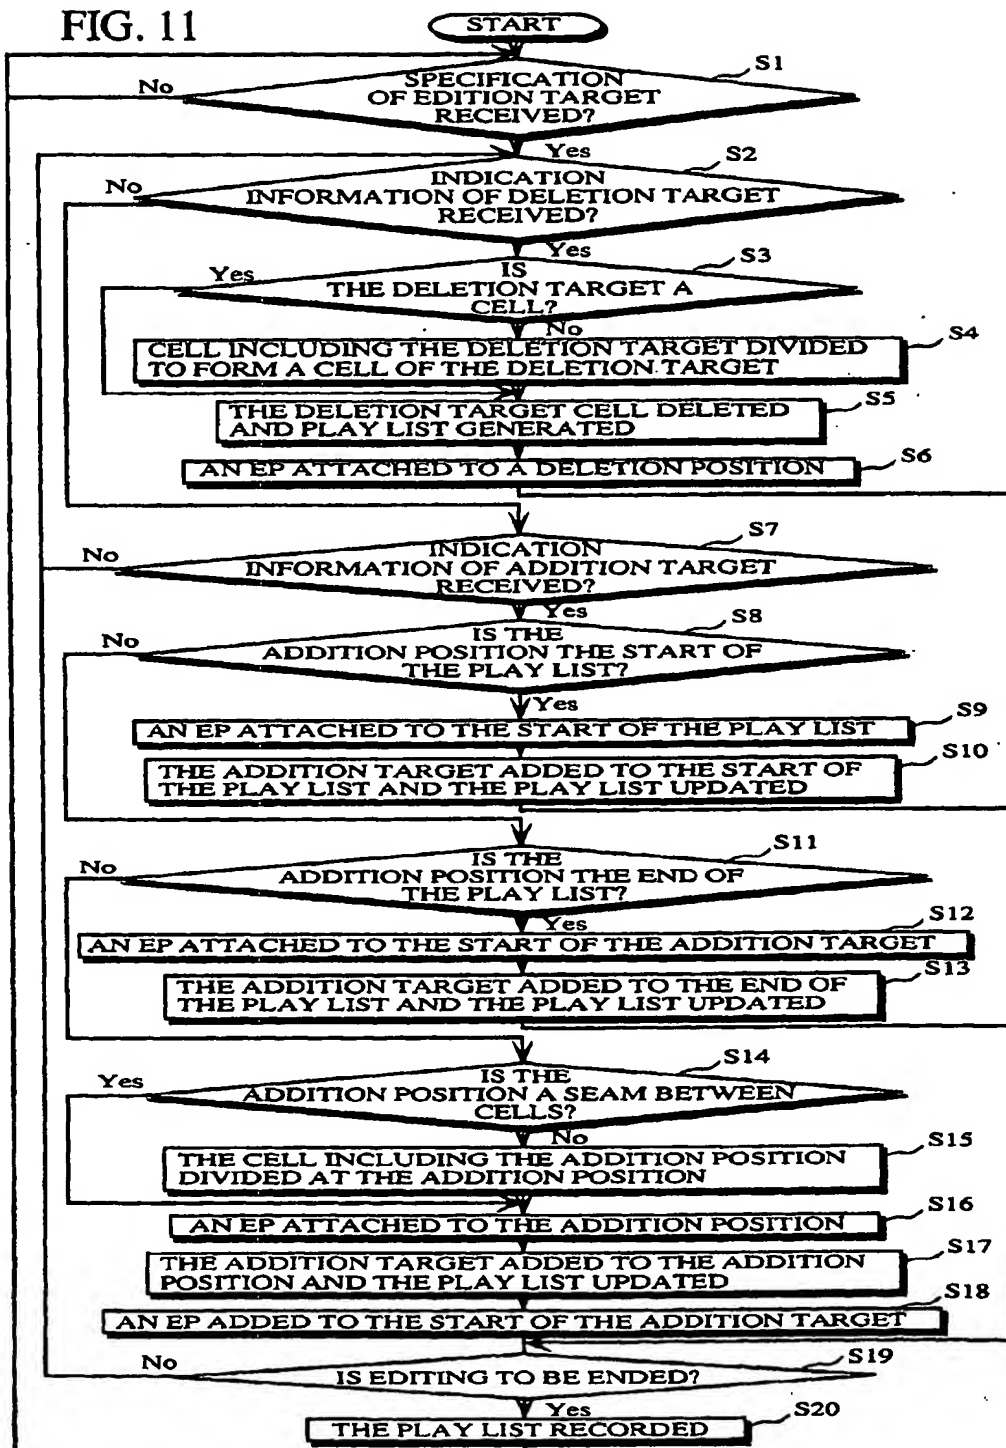 FIG. 11
START
S1
No
SPECIFICATION
OF EDITION TARGET
RECEIVED?
Yes
S2
No
INDICATION
INFORMATION OF DELETION TARGET
RECEIVED?
Yes
S3
Yes
IS
THE DELETION TARGET A
CELL?
No
S4
CELL INCLUDING THE DELETION TARGET DIVIDED
TO FORM A CELL OF THE DELETION TARGET
S5
THE DELETION TARGET CELL DELETED
AND PLAY LIST GENERATED
AN EP ATTACHED TO A DELETION POSITION
S6
S7
No
INDICATION
INFORMATION OF ADDITION TARGET
RECEIVED?
Yes
S8
No
IS THE
ADDITION POSITION THE START OF
THE PLAY LIST?
Yes
S9
AN EP ATTACHED TO THE START OF THE PLAY LIST
S10
THE ADDITION TARGET ADDED TO THE START OF
THE PLAY LIST AND THE PLAY LIST UPDATED
S11
No
IS THE
ADDITION POSITION THE END OF
THE PLAY LIST?
Yes
S12
AN EP ATTACHED TO THE START OF THE ADDITION TARGET
S13
THE ADDITION TARGET ADDED TO THE END OF
THE PLAY LIST AND THE PLAY LIST UPDATED
S14
Yes
IS THE
ADDITION POSITION A SEAM BETWEEN
CELLS?
No
S15
THE CELL INCLUDING THE ADDITION POSITION
DIVIDED AT THE ADDITION POSITION
S16
AN EP ATTACHED TO THE ADDITION POSITION
S17
THE ADDITION TARGET ADDED TO THE ADDITION
POSITION AND THE PLAY LIST UPDATED
S18
AN EP ADDED TO THE START OF THE ADDITION TARGET
S19
No
IS EDITING TO BE ENDED?
Yes
S20
THE PLAY LIST RECORDED